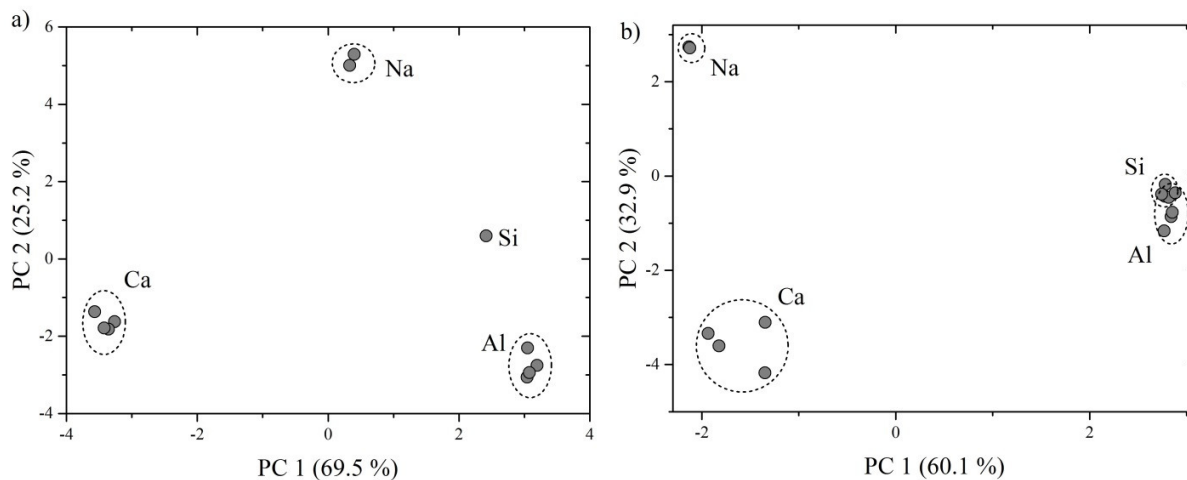 a)
6
4
2
0
-2
-4
-4
-2
0
2
4
PC 2 (25.2 %)
PC 1 (69.5 %)
Na
Si
Ca
Al
b)
2
0
-2
-4
-2
0
2
PC 2 (32.9 %)
PC 1 (60.1 %)
Na
Si
Al
Ca